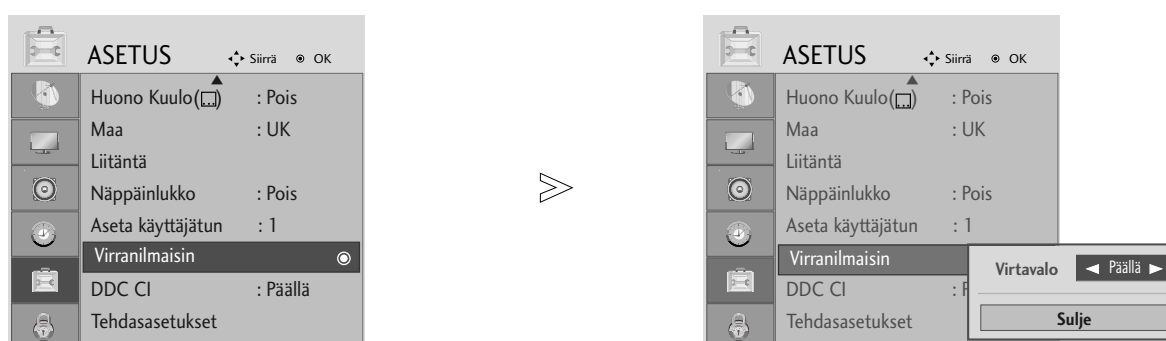 ASETUS Siirrä OK
Huono Kuulo( ) : Pois
Maa : UK
Liitäntä
Näppäinlukko : Pois
Aseta käyttäjätun : 1
Virranilmaisin
DDC CI : Päällä
Tehdasasetukset
ASETUS Siirrä OK
Huono Kuulo( ) : Pois
Maa : UK
Liitäntä
Näppäinlukko : Pois
Aseta käyttäjätun : 1
Virranilmaisin
DDC CI :
Tehdasasetukset
Virtavalo ◄ Päällä ►
Sulje